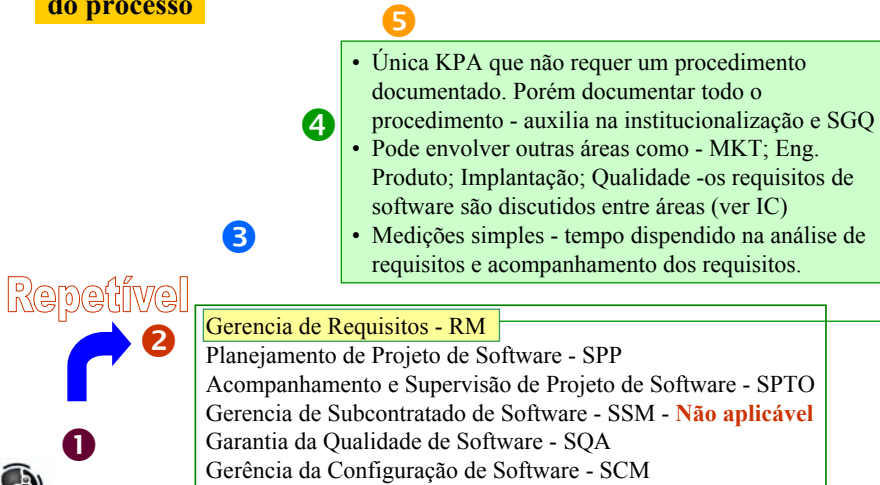 do processo
5
• Única KPA que não requer um procedimento
documentado. Porém documentar todo o
procedimento - auxilia na institucionalização e SGQ
4
• Pode envolver outras áreas como - MKT; Eng.
Produto; Implantação; Qualidade -os requisitos de
software são discutidos entre áreas (ver IC)
3
• Medições simples - tempo dispendido na análise de
requisitos e acompanhamento dos requisitos.
Repetível
2
Gerencia de Requisitos - RM
Planejamento de Projeto de Software - SPP
Acompanhamento e Supervisão de Projeto de Software - SPTO
Gerencia de Subcontratado de Software - SSM - Não aplicável
1
Garantia da Qualidade de Software - SQA
Gerência da Configuração de Software - SCM